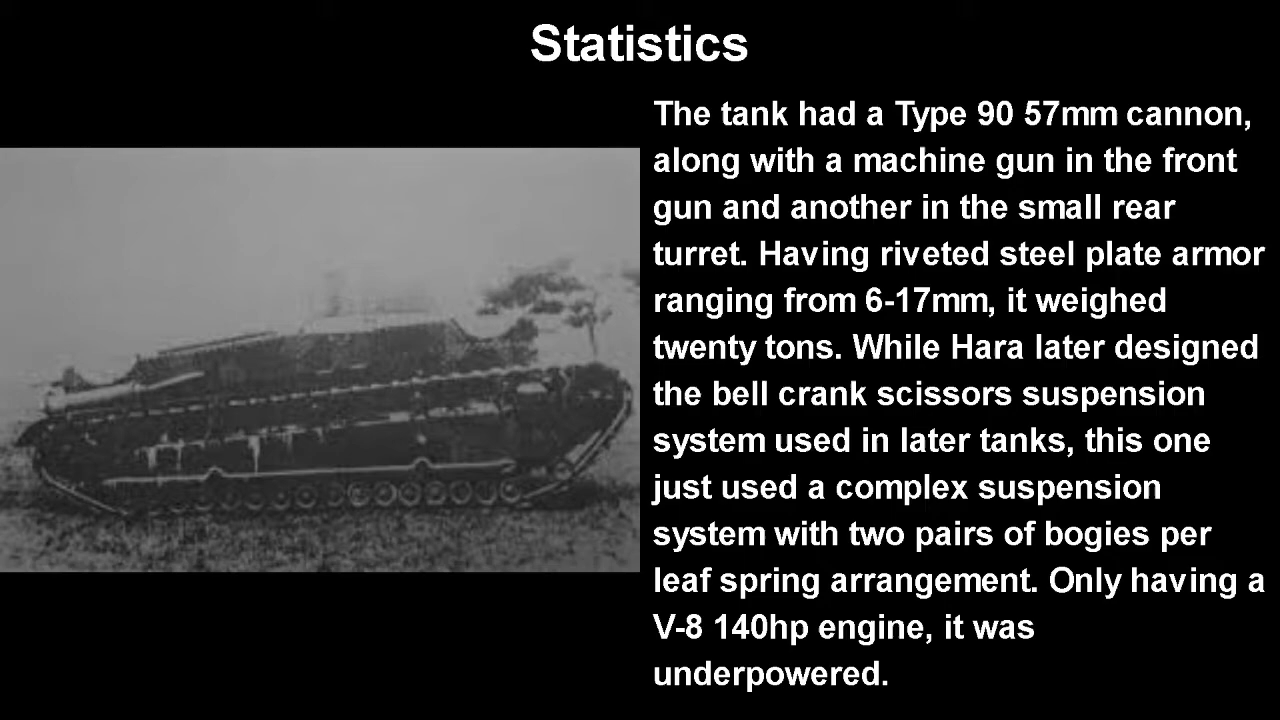 Statistics
The tank had a Type 90 57mm cannon,
along with a machine gun in the front
gun and another in the small rear
turret. Having riveted steel plate armor
ranging from 6-17mm, it weighed
twenty tons. While Hara later designed
the bell crank scissors suspension
system used in later tanks, this one
just used a complex suspension
system with two pairs of bogies per
leaf spring arrangement. Only having a
V-8 140hp engine, it was
underpowered.